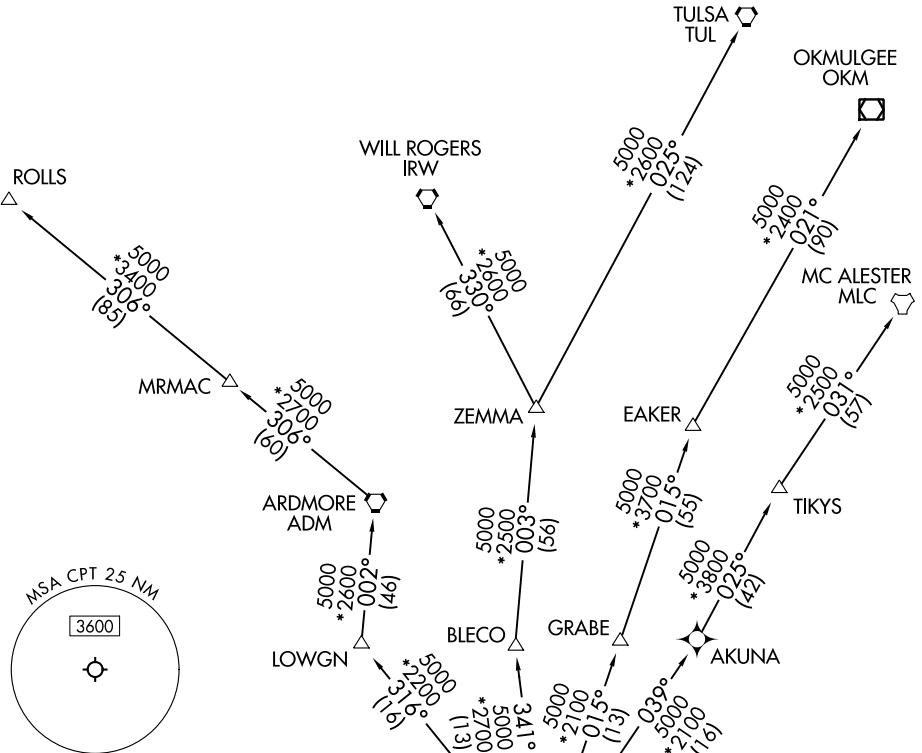 TULSA
TUL
OKMULGEE
OKM
5000
*2600
025°
(124)
WILL ROGERS
IRW
ROLLS
5000
*2400
021°
(90)
5000
*3400
306°
(85)
5000
*2600
330°
(66)
MC ALESTER
MLC
MRMAC
5000
*2700
306°
(60)
ZEMMA
EAKER
5000
*2500
031°
(57)
ARDMORE
ADM
5000
*2500
003°
(56)
5000
*3700
015°
(55)
TIKYS
5000
*2600
002°
(46)
5000
*3800
025°
(42)
MSA CPT 25 NM
3600
LOWGN
BLECO
GRABE
AKUNA
5000
*2200
316°
(16)
341°
5000
*2700
(13)
5000
*2100
015°
(13)
039°
5000
*2100
(16)